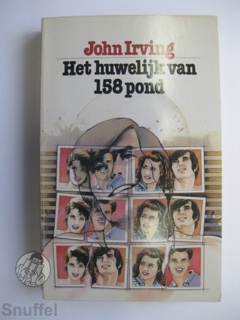 John Irving
Het huwelijk van
158 pond
Snuffel